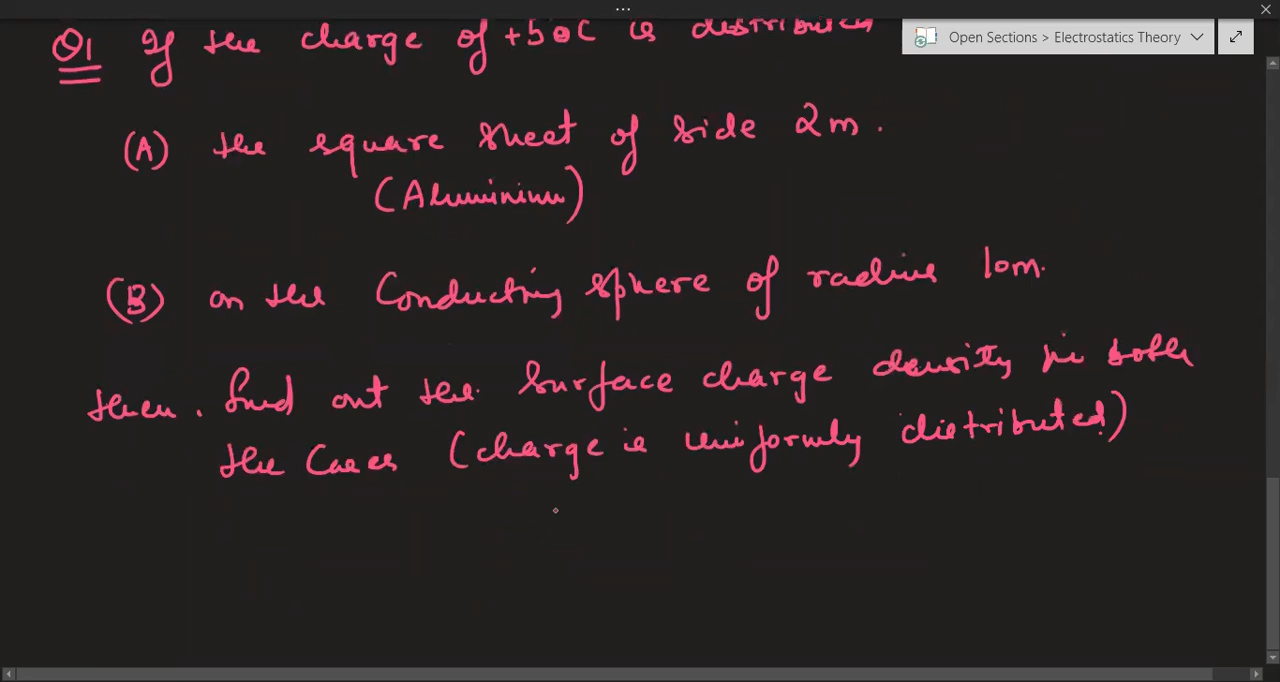 ...
Open Sections > Electrostatics Theory
Q1 If the charge of +50C is distributed
(A) the square sheet of side 2m.
(Aluminium)
(B) on the Conducting sphere of radius 10m.
then. find out the surface charge density in both
the cases (charge is uniformly distributed)